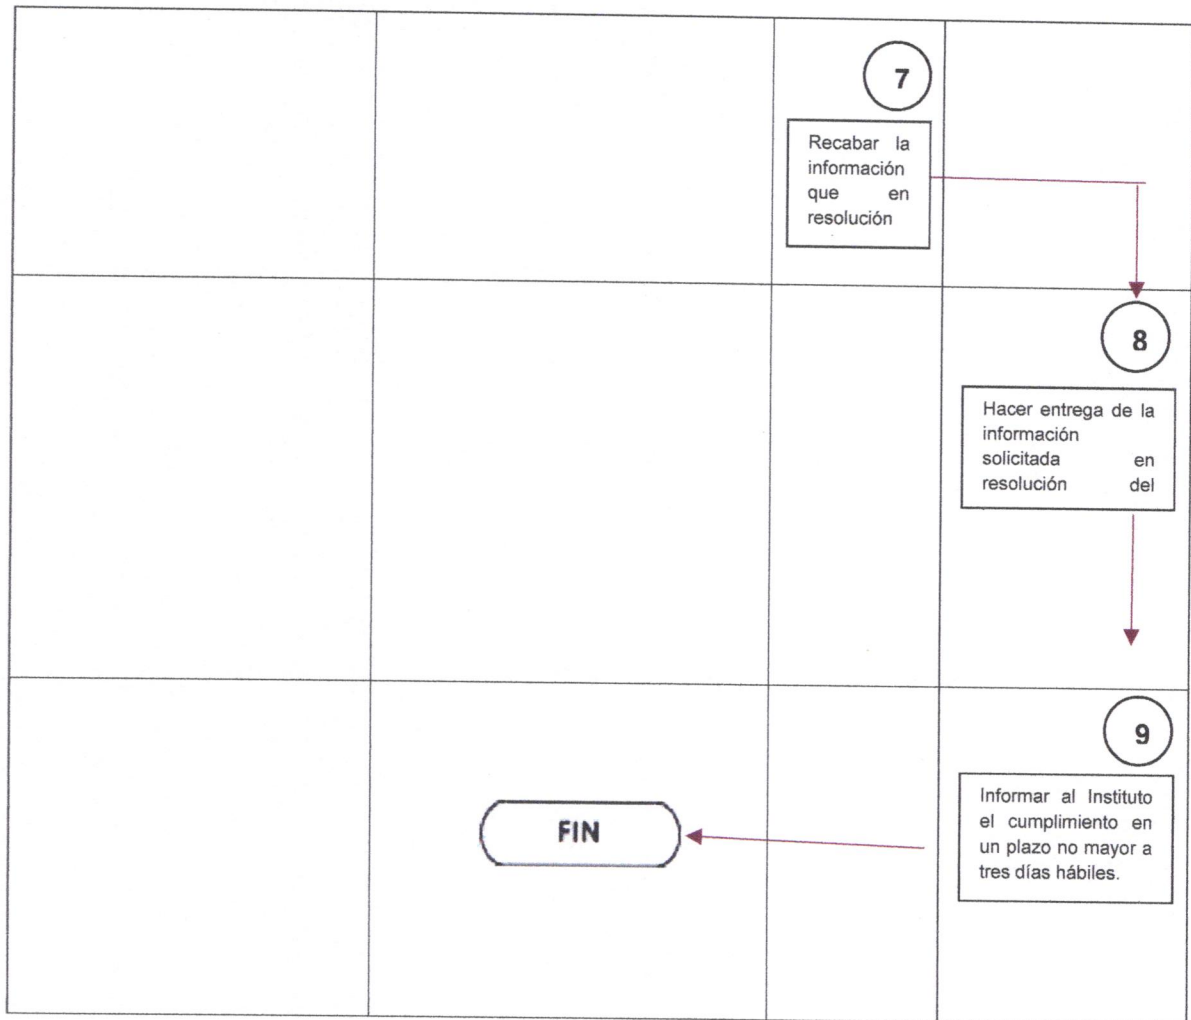 7
Recabar la
información
que en
resolución
8
Hacer entrega de la
información
solicitada en
resolución del
9
Informar al Instituto
el cumplimiento en
un plazo no mayor a
tres días hábiles.
FIN